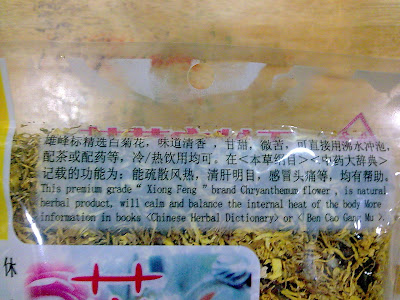 雄峰标精选白菊花，味道清香，甘甜，微苦，可直接用沸水冲泡，
配茶或配药等，冷/热饮用均可。在<本草纲目><中药大辞典>
记载的功能为：能疏散风热，清肝明目，感冒头痛等，均有帮助。
This premium grade “ Xiong Feng ” brand Chryanthemum flower , is natural
herbal product, will calm and balance the internal heat of the body More
information in books <Chinese Herbal Dictionary> or < Ben Cao Gang Mu >.
休